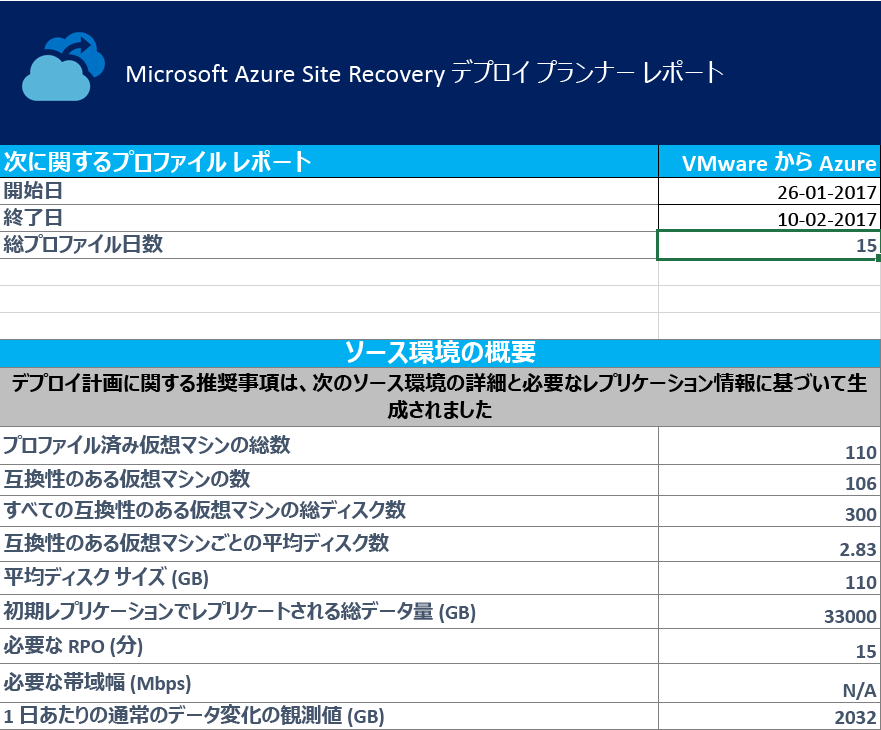 Microsoft Azure Site Recovery デプロイ プランナー レポート
次に関するプロファイル レポート VMware から Azure
開始日 26-01-2017
終了日 10-02-2017
総プロファイル日数 15
ソース環境の概要
デプロイ計画に関する推奨事項は、次のソース環境の詳細と必要なレプリケーション情報に基づいて生
成されました
プロファイル済み仮想マシンの総数 110
互換性のある仮想マシンの数 106
すべての互換性のある仮想マシンの総ディスク数 300
互換性のある仮想マシンごとの平均ディスク数 2.83
平均ディスク サイズ (GB) 110
初期レプリケーションでレプリケートされる総データ量 (GB) 33000
必要な RPO (分) 15
必要な帯域幅 (Mbps) N/A
1 日あたりの通常のデータ変化の観測値 (GB) 2032